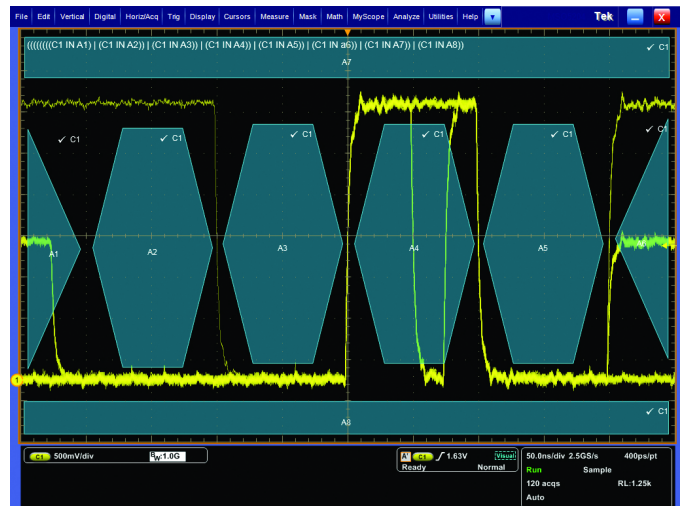 File Edit Vertical Digital Horiz/Acq Trig Display Cursors Measure Mask Math MyScope Analyze Utilities Help Tek X
((((((((C1 IN A1) | (C1 IN A2)) | (C1 IN A3)) | (C1 IN A4)) | (C1 IN A5)) | (C1 IN a6)) | (C1 IN A7)) | (C1 IN A8)) C1
A7
C1 C1 C1 C1 C1 C1
A1 A2 A3 A4 A5
1
C1
A8
C1 500mV/div BW:1.0G
A' C1 1.63V Visual
Ready Normal
50.0ns/div 2.5GS/s 400ps/pt
Run Sample
120 acqs RL:1.25k
Auto